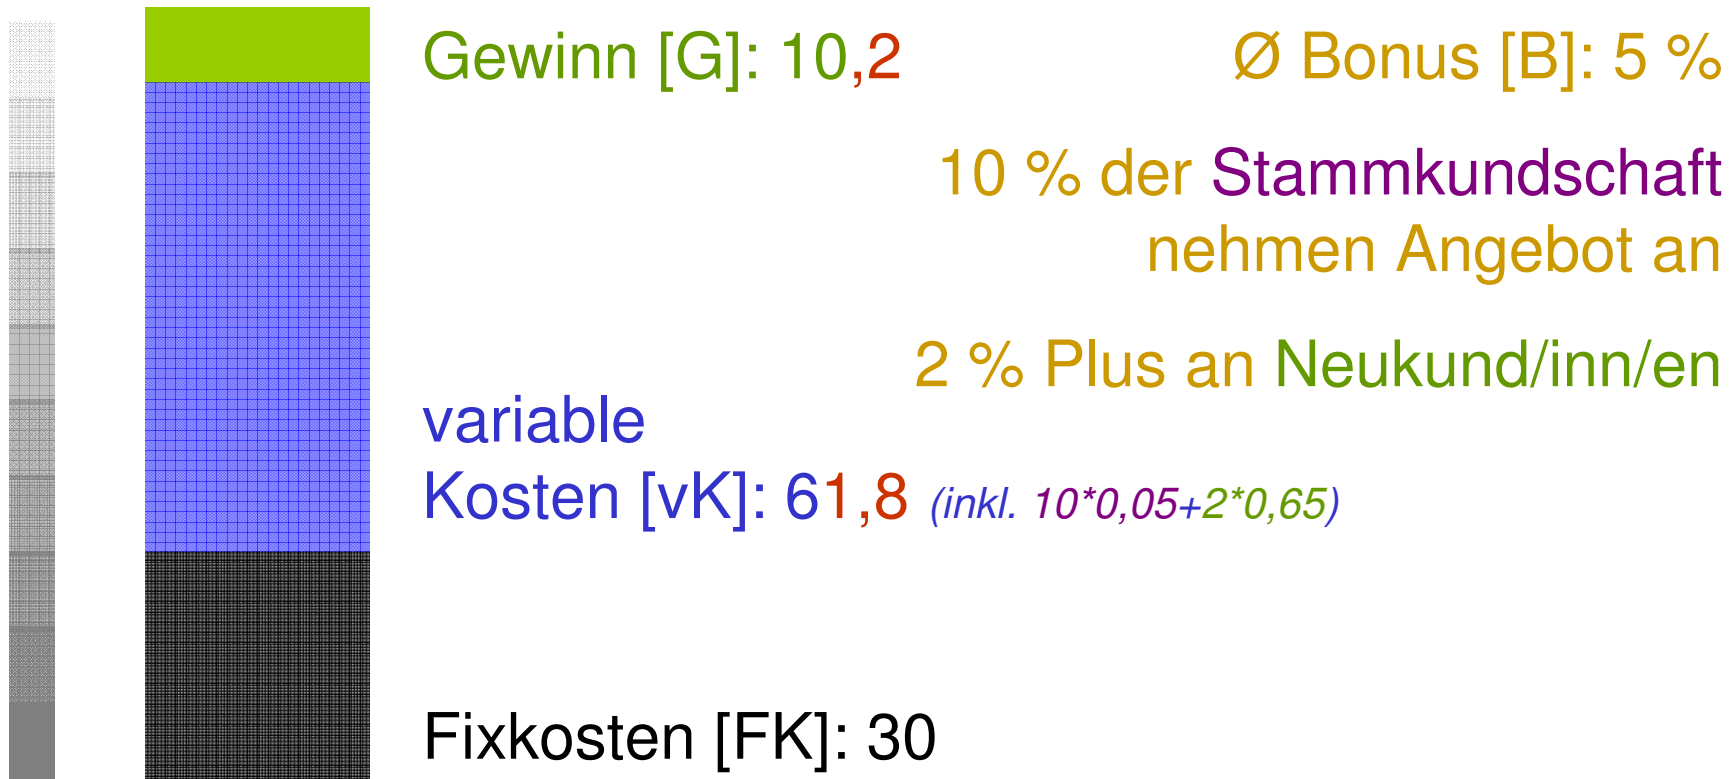 Gewinn [G]: 10,2
Ø Bonus [B]: 5 %
10 % der Stammkundschaft
nehmen Angebot an
2 % Plus an Neukund/inn/en
variable
Kosten [vK]: 61,8 (inkl. 10*0,05+2*0,65)
Fixkosten [FK]: 30